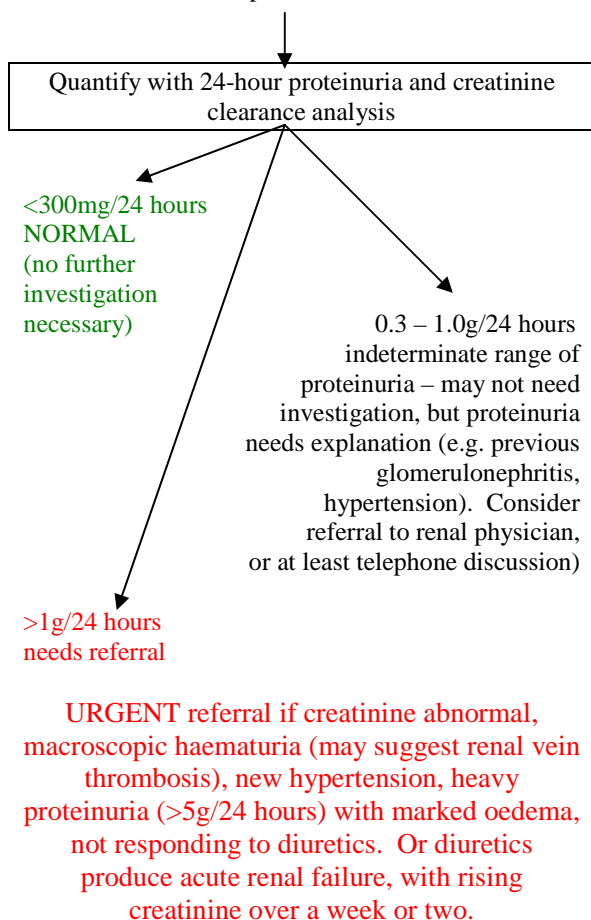 Quantify with 24-hour proteinuria and creatinine
clearance analysis
<300mg/24 hours
NORMAL
(no further
investigation
necessary)
0.3 – 1.0g/24 hours
indeterminate range of
proteinuria – may not need
investigation, but proteinuria
needs explanation (e.g. previous
glomerulonephritis,
hypertension). Consider
referral to renal physician,
or at least telephone discussion)
>1g/24 hours
needs referral
URGENT referral if creatinine abnormal,
macroscopic haematuria (may suggest renal vein
thrombosis), new hypertension, heavy
proteinuria (>5g/24 hours) with marked oedema,
not responding to diuretics. Or diuretics
produce acute renal failure, with rising
creatinine over a week or two.